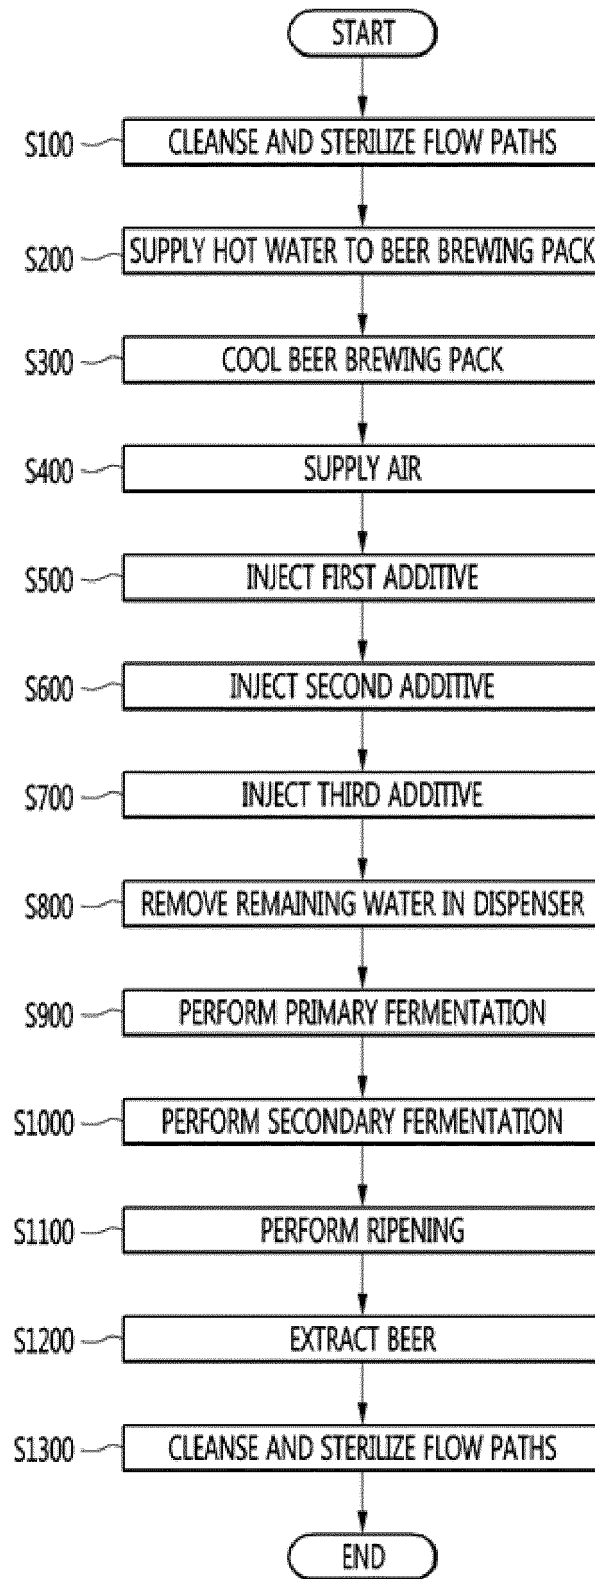 START
S100 CLEANSE AND STERILIZE FLOW PATHS
S200 SUPPLY HOT WATER TO BEER BREWING PACK
S300 COOL BEER BREWING PACK
S400 SUPPLY AIR
S500 INJECT FIRST ADDITIVE
S600 INJECT SECOND ADDITIVE
S700 INJECT THIRD ADDITIVE
S800 REMOVE REMAINING WATER IN DISPENSER
S900 PERFORM PRIMARY FERMENTATION
S1000 PERFORM SECONDARY FERMENTATION
S1100 PERFORM RIPENING
S1200 EXTRACT BEER
S1300 CLEANSE AND STERILIZE FLOW PATHS
END